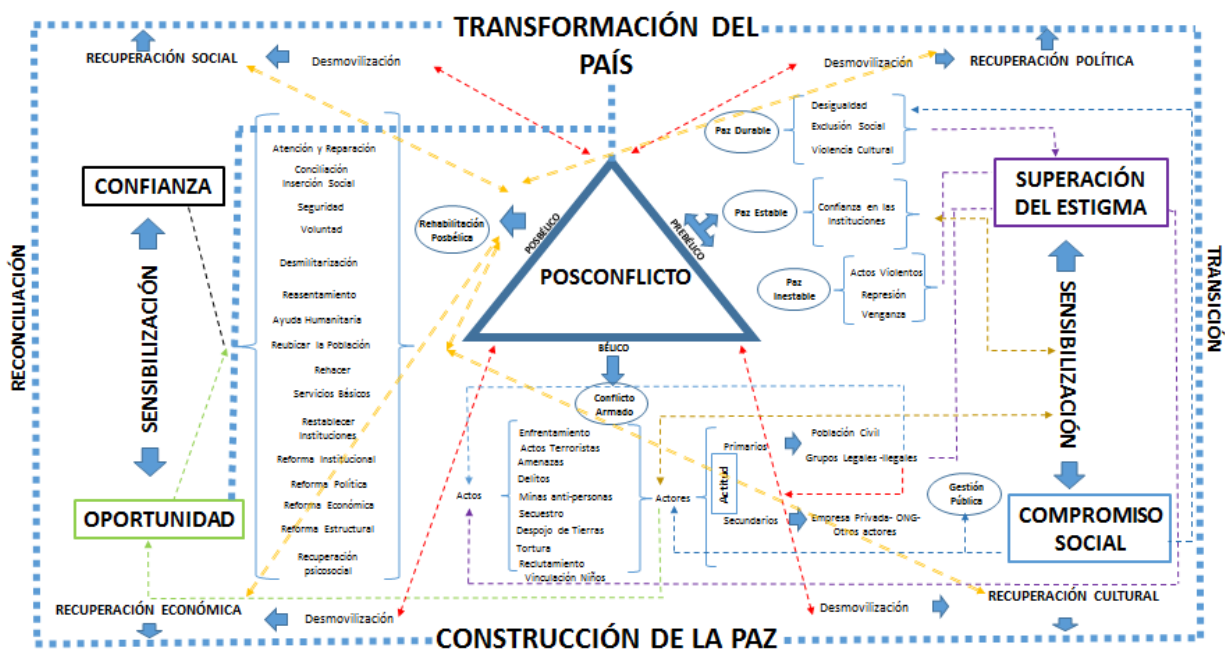 TRANSFORMACIÓN DEL
PAÍS
RECUPERACIÓN SOCIAL
Desmovilización
Desmovilización
RECUPERACIÓN POLÍTICA
RECONCILIACIÓN
CONFIANZA
SENSIBILIZACIÓN
OPORTUNIDAD
Atención y Reparación
Conciliación
Inserción Social
Seguridad
Voluntad
Desmilitarización
Reasentamiento
Ayuda Humanitaria
Reubicar la Población
Rehacer
Servicios Básicos
Restablecer
Instituciones
Reforma Institucional
Reforma Política
Reforma Económica
Reforma Estructural
Recuperación
psicosocial
Rehabilitación
Posbélica
POSBÉLICO
PREBÉLICO
POSCONFLICTO
BÉLICO
Paz Durable
Desigualdad
Exclusión Social
Violencia Cultural
Paz Estable
Confianza en las
Instituciones
Paz
Inestable
Actos Violentos
Represión
Venganza
Conflicto
Armado
Actos
Enfrentamiento
Actos Terroristas
Amenazas
Delitos
Minas anti-personas
Secuestro
Despojo de Tierras
Tortura
Reclutamiento
Vinculación Niños
Actores
Primarios
Actitud
Secundarios
Población Civil
Grupos Legales -Ilegales
Empresa Privada- ONG-
Otros actores
Gestión
Pública
SUPERACIÓN
DEL ESTIGMA
SENSIBILIZACIÓN
COMPROMISO
SOCIAL
TRANSICIÓN
RECUPERACIÓN ECONÓMICA
Desmovilización
Desmovilización
RECUPERACIÓN CULTURAL
CONSTRUCCIÓN DE LA PAZ